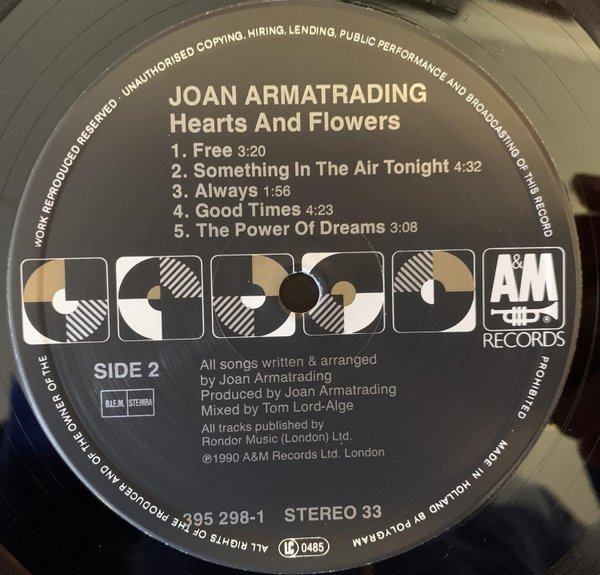 WORK REPRODUCED RESERVED · UNAUTHORISED COPYING, HIRING, LENDING, PUBLIC PERFORMANCE AND BROADCASTING OF THIS RECORD PROHIBITED · MADE IN HOLLAND BY POLYGRAM
JOAN ARMATRADING
Hearts And Flowers
1. Free 3:20
2. Something In The Air Tonight 4:32
3. Always 1:56
4. Good Times 4:23
5. The Power Of Dreams 3:08
A&M
®
RECORDS
SIDE 2
B.I.E.M. STEMRA
All songs written & arranged
by Joan Armatrading
Produced by Joan Armatrading
Mixed by Tom Lord-Alge
All tracks published by
Rondor Music (London) Ltd.
℗1990 A&M Records Ltd. London
395 298-1 STEREO 33
LC 0485
ALL RIGHTS OF THE PRODUCER AND OF THE OWNER OF THE